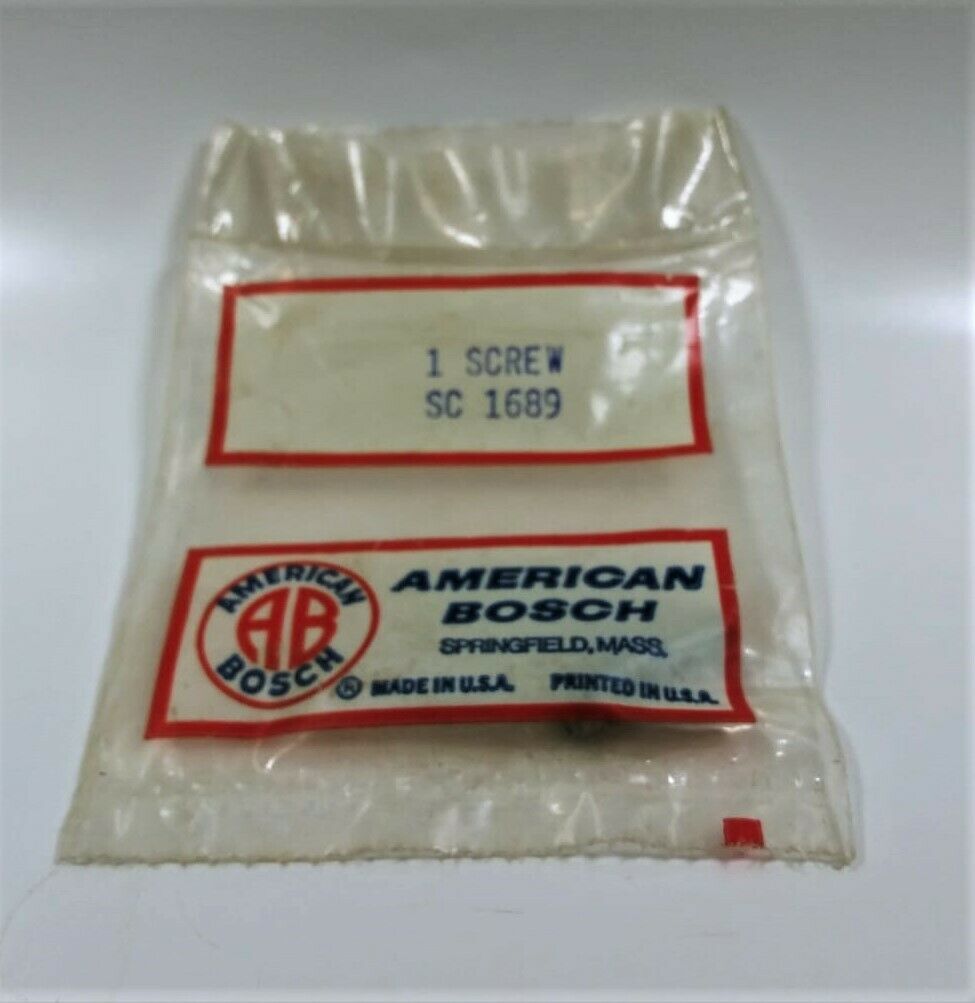 1 SCREW
SC 1689
AMERICAN
AB
BOSCH
AMERICAN
BOSCH
SPRINGFIELD, MASS.
® MADE IN U.S.A. PRINTED IN U.S.A.